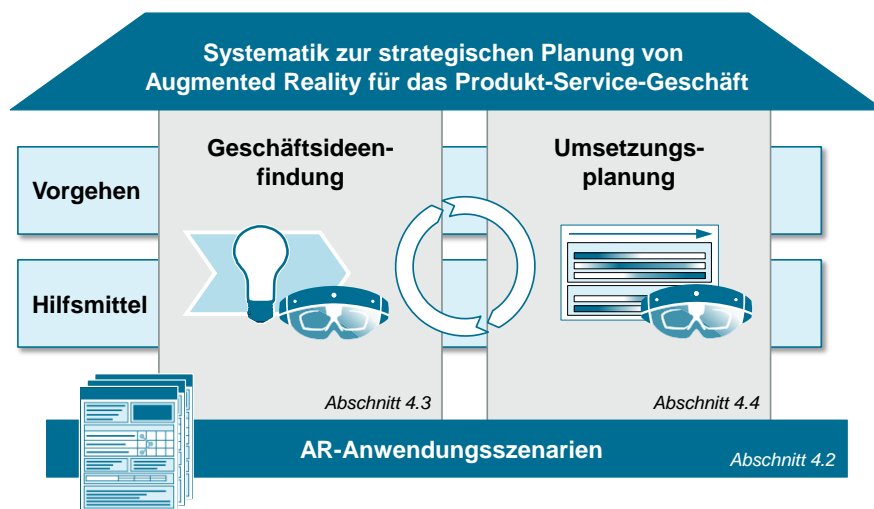 Systematik zur strategischen Planung von
Augmented Reality für das Produkt-Service-Geschäft
Geschäftsideen-
findung
Umsetzungs-
planung
Vorgehen
Hilfsmittel
Abschnitt 4.3
Abschnitt 4.4
AR-Anwendungsszenarien
Abschnitt 4.2